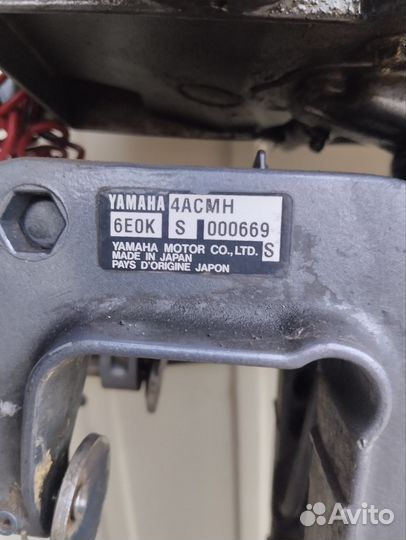 YAMAHA 4ACMH
6E0K S 000669
YAMAHA MOTOR CO., LTD. S
MADE IN JAPAN
PAYS D'ORIGINE JAPON
Avito